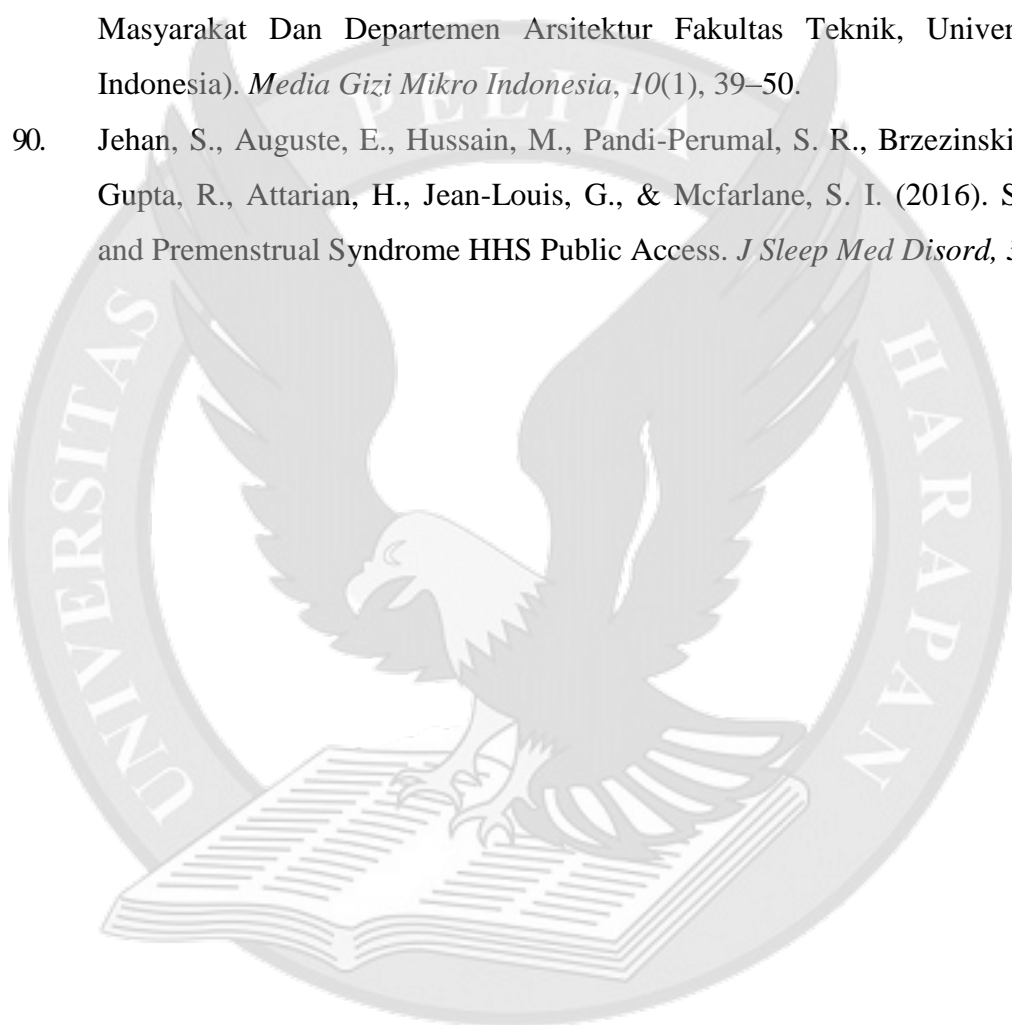 Masyarakat Dan Departemen Arsitektur Fakultas Teknik, Univer
Indonesia). Media Gizi Mikro Indonesia, 10(1), 39–50.
90. Jehan, S., Auguste, E., Hussain, M., Pandi-Perumal, S. R., Brzezinski
Gupta, R., Attarian, H., Jean-Louis, G., & Mcfarlane, S. I. (2016). S
and Premenstrual Syndrome HHS Public Access. J Sleep Med Disord, 3
UNIVERSITAS PELITA HARAPAN